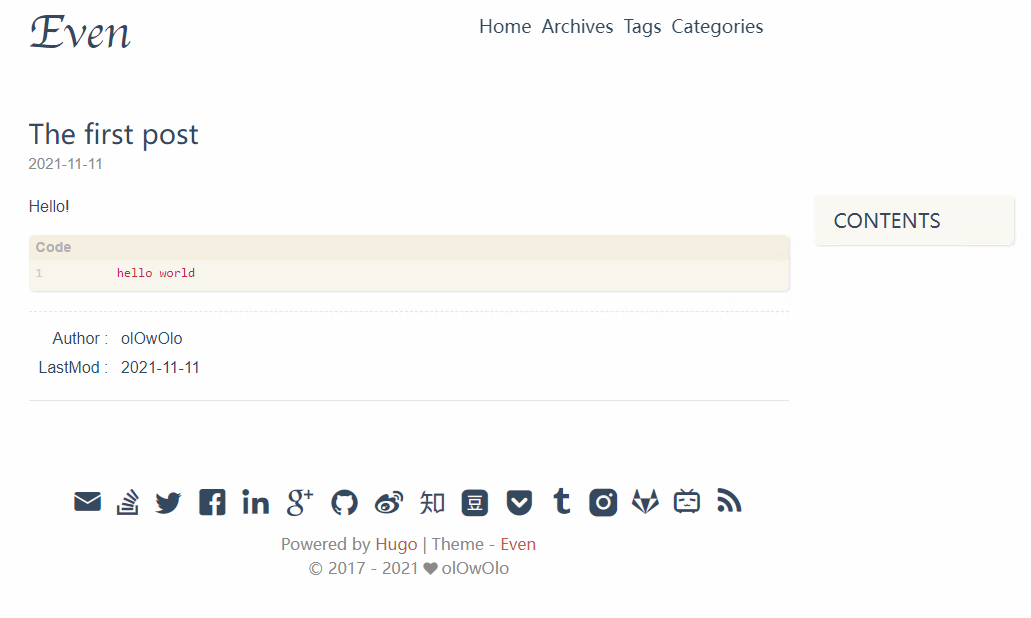 Even
Home Archives Tags Categories
The first post
2021-11-11
Hello!
CONTENTS
Code
1 hello world
Author : olOwOlo
LastMod : 2021-11-11
in g+ 知 豆 t
Powered by Hugo | Theme - Even
© 2017 - 2021 ♥ olOwOlo